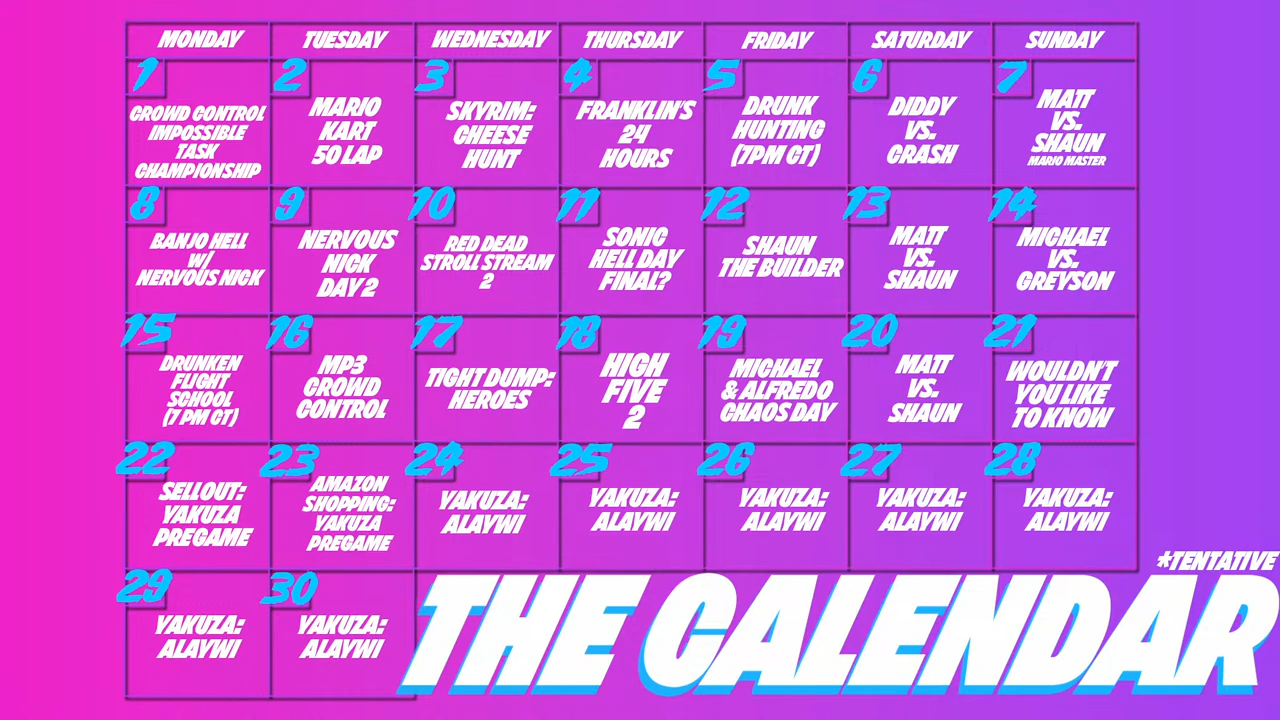 MONDAY
TUESDAY
WEDNESDAY
THURSDAY
FRIDAY
SATURDAY
SUNDAY
1
CROWD CONTROL
IMPOSSIBLE
TASK
CHAMPIONSHIP
2
MARIO
KART
50 LAP
3
SKYRIM:
CHEESE
HUNT
4
FRANKLIN'S
24
HOURS
5
DRUNK
HUNTING
(7PM CT)
6
DIDDY
VS.
CRASH
7
MATT
VS.
SHAUN
MARIO MASTER
8
BANJO HELL
W/
NERVOUS NICK
9
NERVOUS
NICK
DAY 2
10
RED DEAD
STROLL STREAM
2
11
SONIC
HELL DAY
FINAL?
12
SHAUN
THE BUILDER
13
MATT
VS.
SHAUN
14
MICHAEL
VS.
GREYSON
15
DRUNKEN
FLIGHT
SCHOOL
(7 PM CT)
16
MP3
CROWD
CONTROL
17
TIGHT DUMP:
HEROES
18
HIGH
FIVE
2
19
MICHAEL
& ALFREDO
CHAOS DAY
20
MATT
VS.
SHAUN
21
WOULDN'T
YOU LIKE
TO KNOW
22
SELLOUT:
YAKUZA
PREGAME
23
AMAZON
SHOPPING:
YAKUZA
PREGAME
24
YAKUZA:
ALAYWI
25
YAKUZA:
ALAYWI
26
YAKUZA:
ALAYWI
27
YAKUZA:
ALAYWI
28
YAKUZA:
ALAYWI
29
YAKUZA:
ALAYWI
30
YAKUZA:
ALAYWI
*TENTATIVE
THE CALENDAR